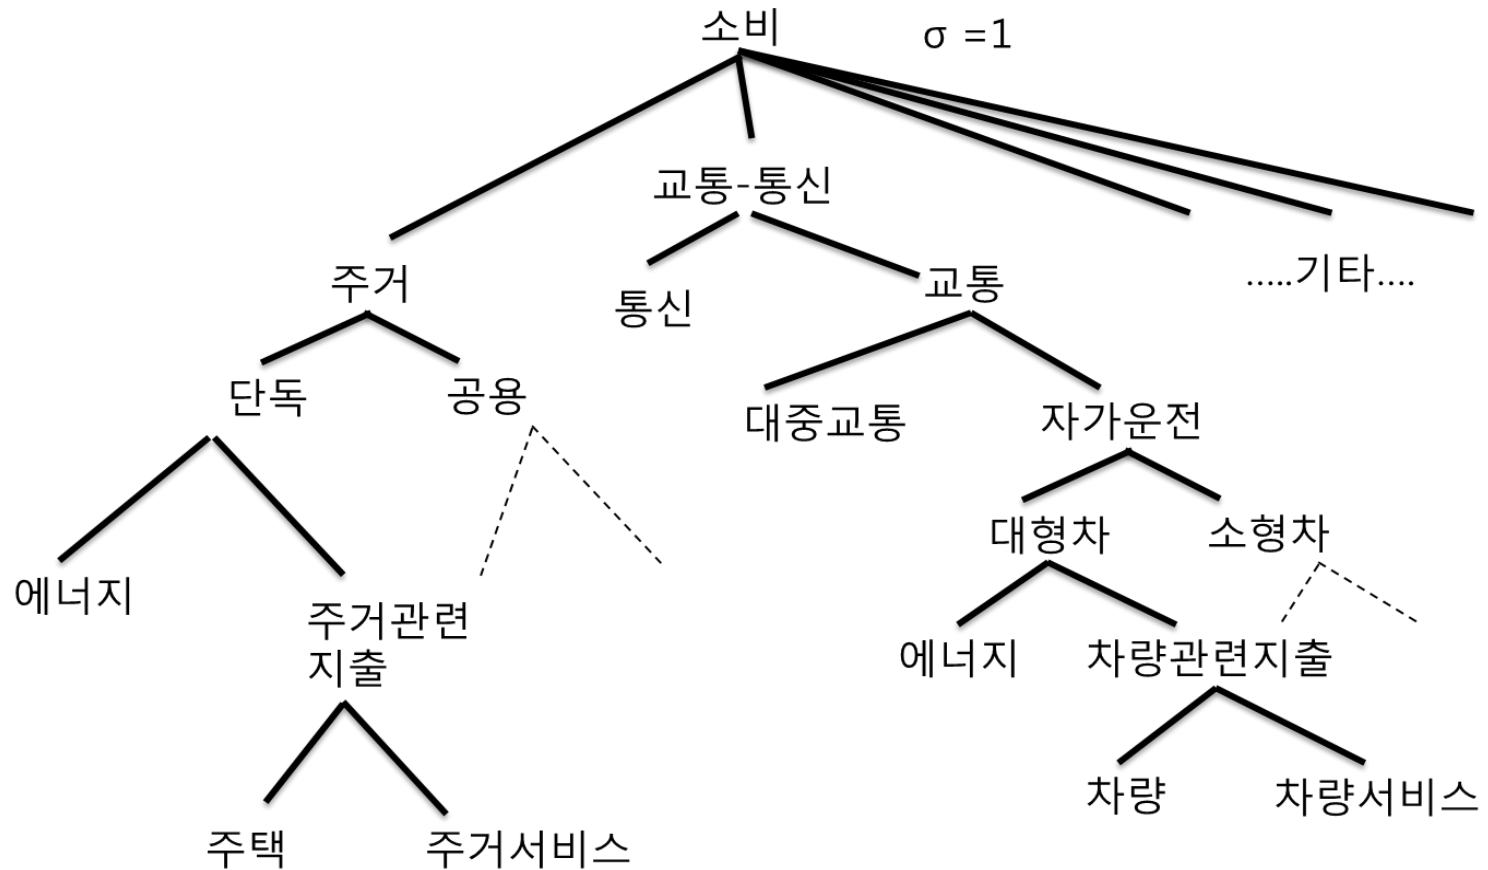 소비
σ =1
교통-통신
주거
통신
교통
.....기타....
단독
공용
대중교통
자가운전
대형차
소형차
에너지
주거관련
지출
에너지
차량관련지출
차량
차량서비스
주택
주거서비스